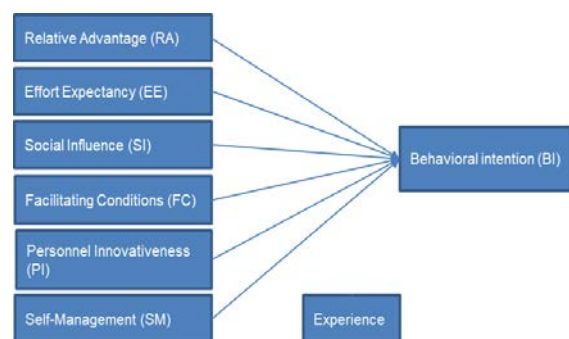 Relative Advantage (RA)
Effort Expectancy (EE)
Social Influence (SI)
Behavioral intention (BI)
Facilitating Conditions (FC)
Personnel Innovativeness
(PI)
Self-Management (SM)
Experience